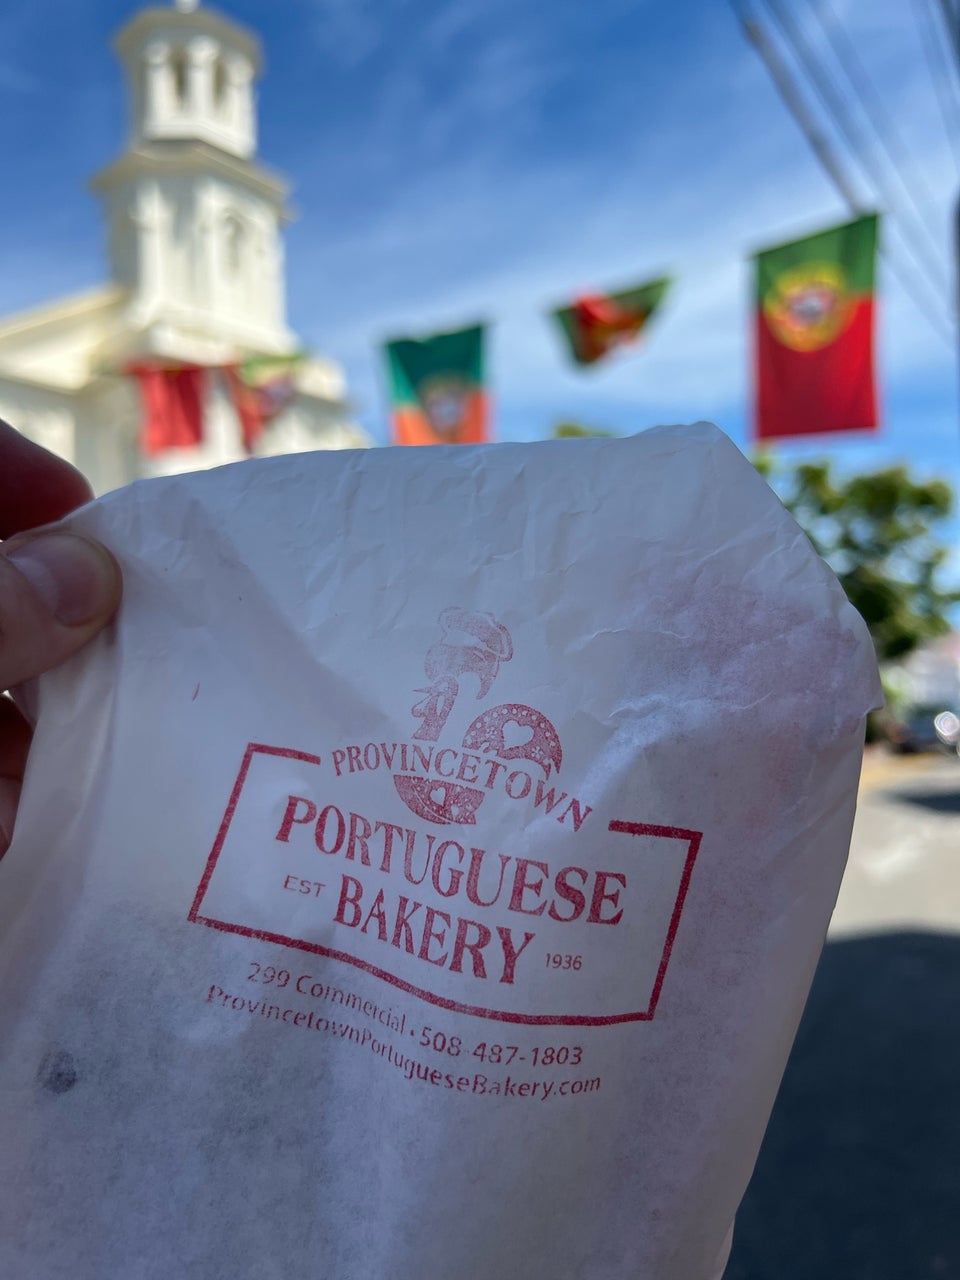 PROVINCETOWN
PORTUGUESE
EST BAKERY 1936
299 Commercial • 508-487-1803
ProvincetownPortugueseBakery.com